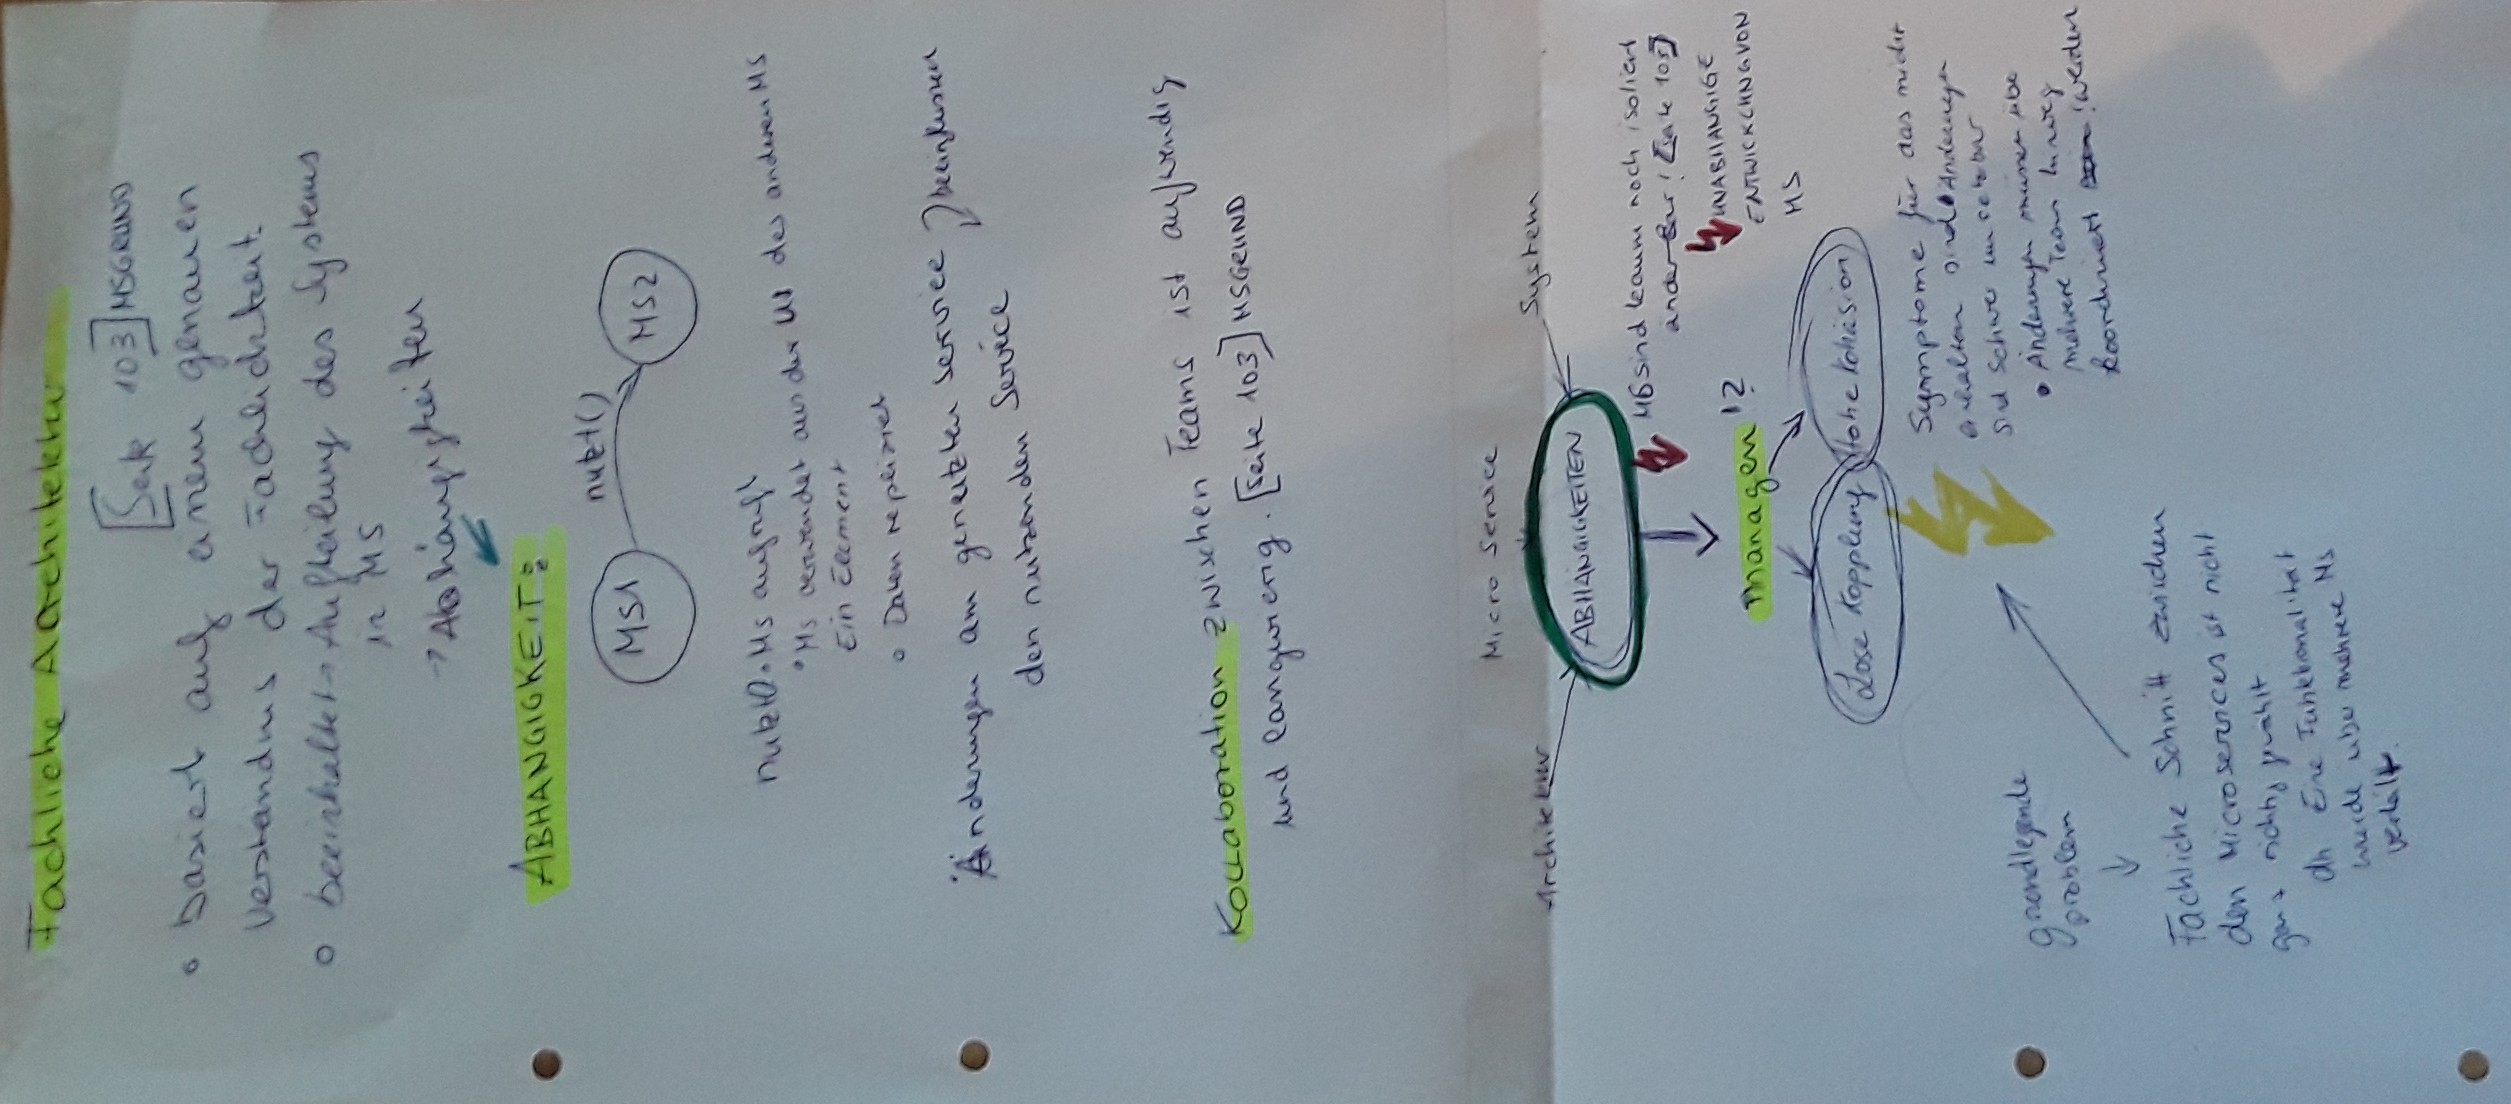 Fachliche Architektur
[Seite 103] MSGRUND
basiert auf einem genauen
Verständnis der Fachlichkeit.
beeinhaltet → Aufteilung des Systems
in MS
→ Abhängigkeiten
ABHANGIGKEIT:
nutzt()
MS1
MS2
nutzt() • Ms aufruft
• Ms verwendet aus der UI des anderen MS
Ein Element
Daten repliziert
Änderungen am genutzten Service beeinflussen
den nutzenden Service
Kollaboration zwischen Teams ist aufwendig
und langwierig. [Seite 103] MSGRUND
Micro Service
Architektur
System
ABHÄNGIGKEITEN
MS sind kaum noch isoliert
änderbar! [Seite 105]
UNABHANGIGE
ENTWICKLUNG VON
MS
managen !?
Lose Kopplung
Hohe Kohäsion
Symptome für das nicht
erhalten sind • Änderungen
sind schwer umsetzbar
• Änderungen müssen über
mehrere Team hinweg
koordiniert ! werden
grundlegende
problem
Fachliche Schnitt zwischen
den Microservices ist nicht
ganz richtig gewählt
dh Eine Funktionalität
wurde über mehrere Ms